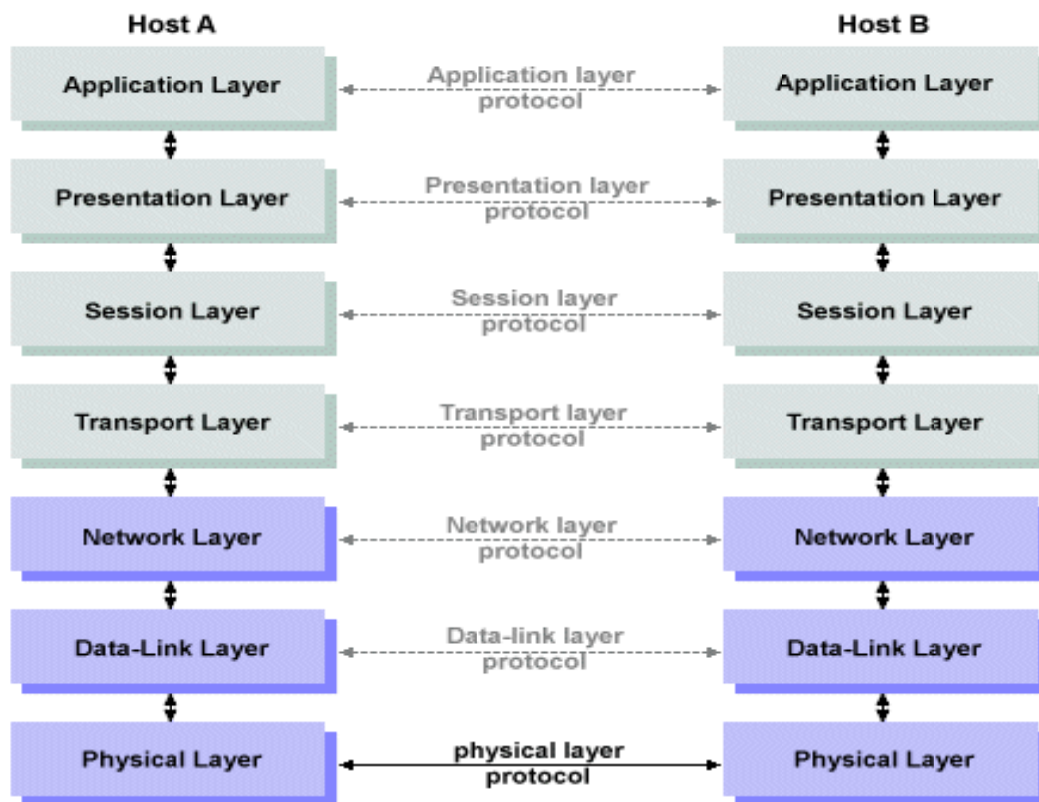 Host A
Host B
Application Layer
Application layer
protocol
Application Layer
Presentation Layer
Presentation layer
protocol
Presentation Layer
Session Layer
Session layer
protocol
Session Layer
Transport Layer
Transport layer
protocol
Transport Layer
Network Layer
Network layer
protocol
Network Layer
Data-Link Layer
Data-link layer
protocol
Data-Link Layer
Physical Layer
physical layer
protocol
Physical Layer